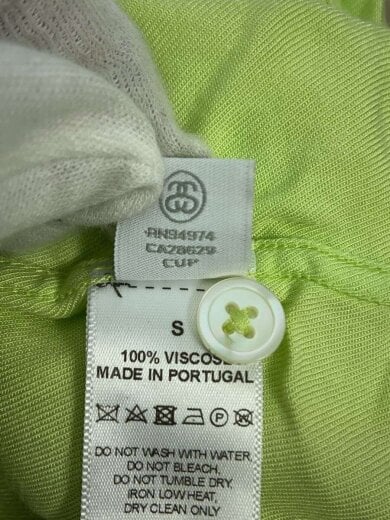 RN94974
CA28629
CUP
S
100% VISCOSE
MADE IN PORTUGAL
DO NOT WASH WITH WATER
DO NOT BLEACH.
DO NOT TUMBLE DRY.
IRON LOW HEAT,
DRY CLEAN ONLY